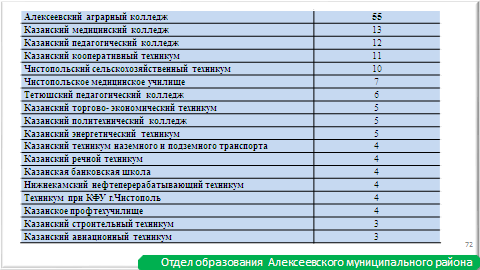 Алексеевский аграрный колледж 55
Казанский медицинский колледж 13
Казанский педагогический колледж 12
Казанский кооперативный техникум 11
Чистопольский сельскохозяйственный техникум 10
Чистопольское медицинское училище 7
Тетюшский педагогический колледж 6
Казанский торгово- экономический техникум 5
Казанский политехнический колледж 5
Казанский энергетический техникум 5
Казанский техникум наземного и подземного транспорта 4
Казанский речной техникум 4
Казанская банковская школа 4
Нижнекамский нефтеперерабатывающий техникум 4
Техникум при КФУ г.Чистополь 4
Казанское профтехучилище 4
Казанский строительный техникум 3
Казанский авиационный техникум 3
72
Отдел образования Алексеевского муниципального района